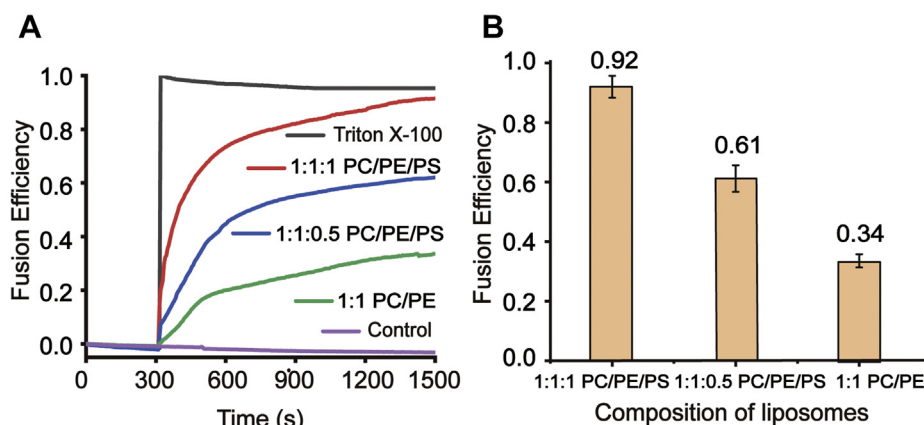 A
Fusion Efficiency
1.0
0.8
0.6
0.4
0.2
0.0
Triton X-100
1:1:1 PC/PE/PS
1:1:0.5 PC/PE/PS
1:1 PC/PE
Control
0 300 600 900 1200 1500
Time (s)
B
Fusion Efficiency
1.0
0.8
0.6
0.4
0.2
0.0
0.92
0.61
0.34
1:1:1 PC/PE/PS 1:1:0.5 PC/PE/PS 1:1 PC/PE
Composition of liposomes